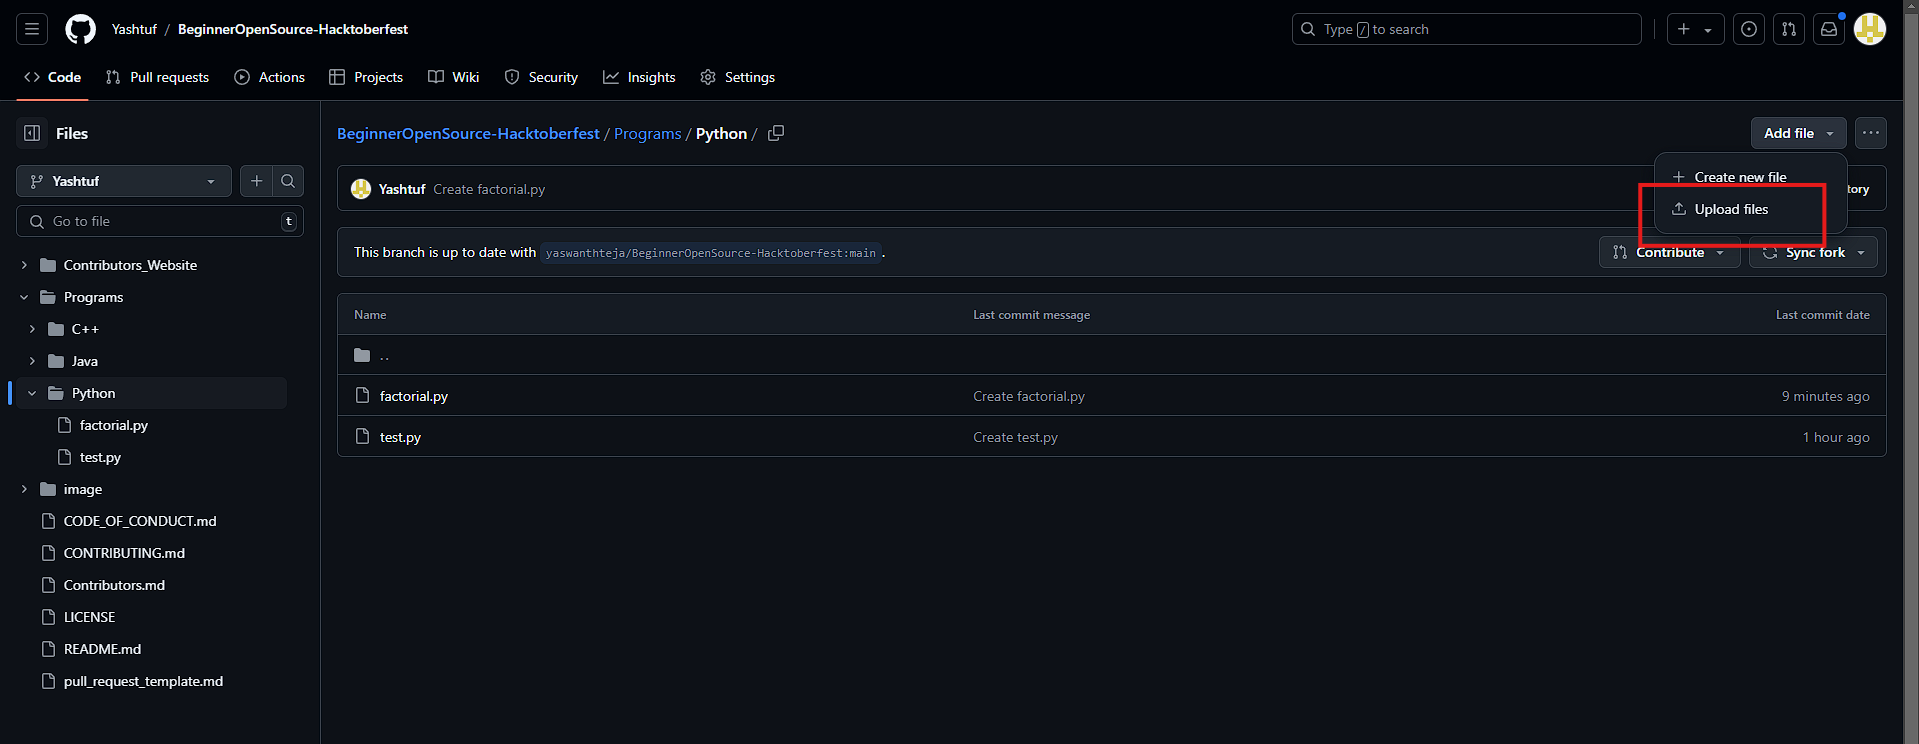 Yashtuf / BeginnerOpenSource-Hacktoberfest
Type / to search
Code Pull requests Actions Projects Wiki Security Insights Settings
Files
Yashtuf
Go to file t
Contributors_Website
Programs
C++
Java
Python
factorial.py
test.py
image
CODE_OF_CONDUCT.md
CONTRIBUTING.md
Contributors.md
LICENSE
README.md
pull_request_template.md
BeginnerOpenSource-Hacktoberfest / Programs / Python /
Add file
Create new file
Upload files
Yashtuf Create factorial.py
tory
This branch is up to date with yaswanthteja/BeginnerOpenSource-Hacktoberfest:main .
Contribute Sync fork
Name Last commit message Last commit date
..
factorial.py Create factorial.py 9 minutes ago
test.py Create test.py 1 hour ago